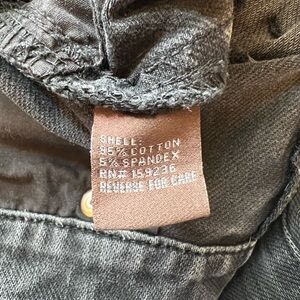 SHELL:
95% COTTON
5% SPANDEX
RN# 159236
REVERSE FOR CARE